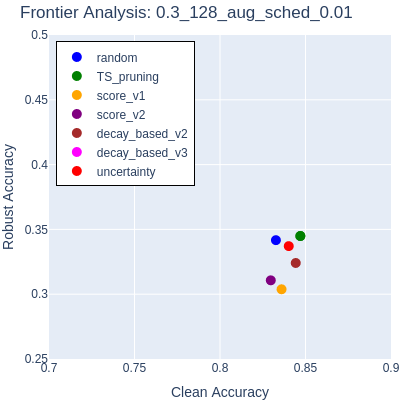 Frontier Analysis: 0.3_128_aug_sched_0.01
0.5
0.45
0.4
0.35
0.3
0.25
Robust Accuracy
random
TS_pruning
score_v1
score_v2
decay_based_v2
decay_based_v3
uncertainty
0.7
0.75
0.8
0.85
0.9
Clean Accuracy